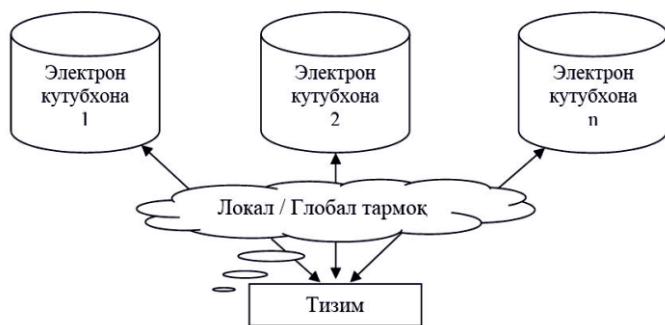 Электрон
кутубхона
1
Электрон
кутубхона
2
Электрон
кутубхона
n
Локал / Глобал тармоқ
Тизим